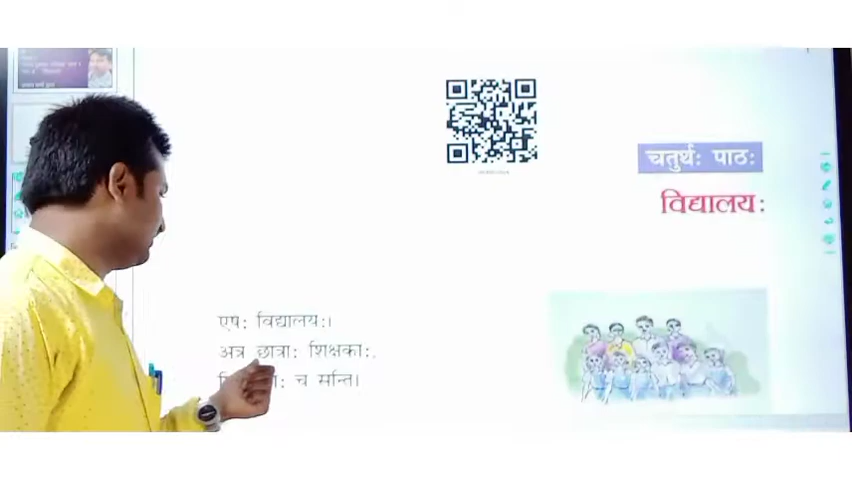 चतुर्थः पाठः
विद्यालयः
एषः विद्यालयः।
अत्र छात्राः शिक्षकाः,
च सन्ति।